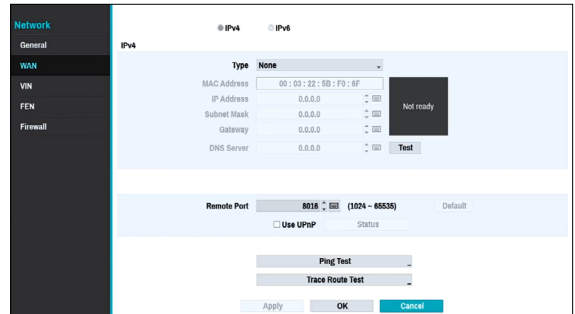 Network
General
WAN
VIN
FEN
Firewall
IPv4 IPv6
IPv4
Type None
MAC Address 00 : 03 : 22 : 5B : F0 : 6F
IP Address 0.0.0.0
Subnet Mask 0.0.0.0
Gateway 0.0.0.0
Not ready
DNS Server 0.0.0.0 Test
Remote Port 8016 (1024 ~ 65535) Default
Use UPnP Status
Ping Test
Trace Route Test
Apply OK Cancel